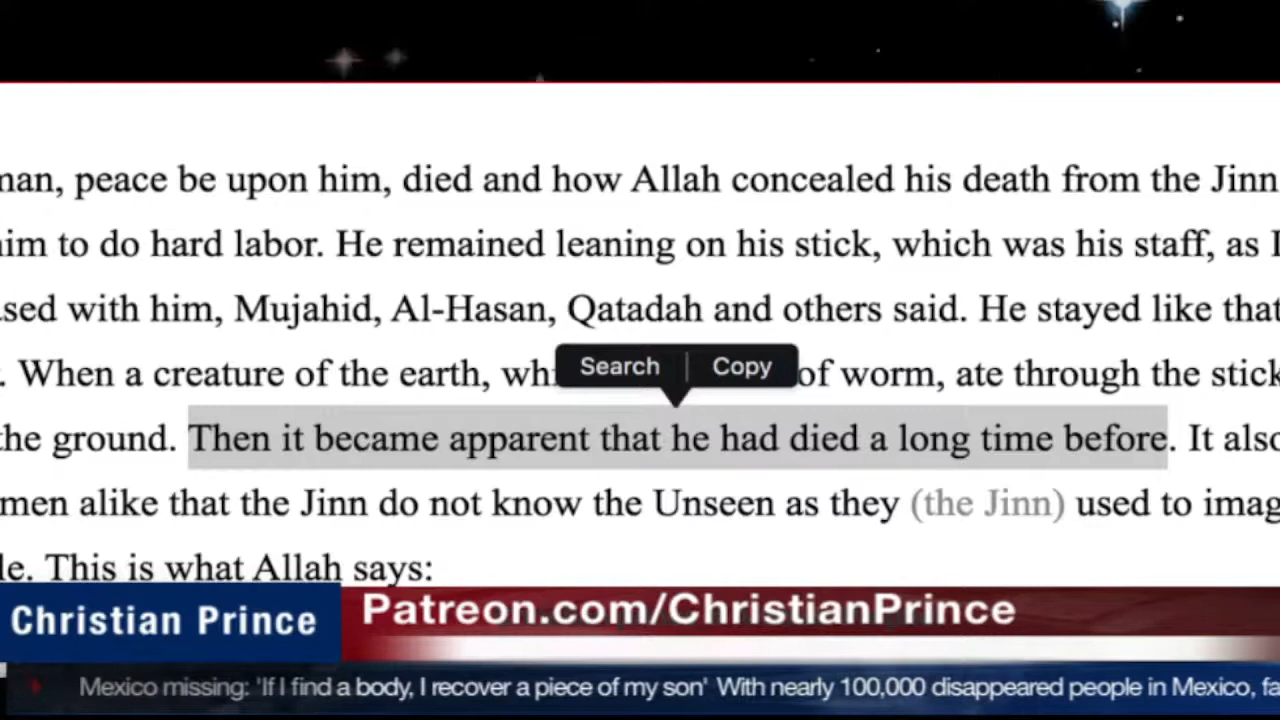 man, peace be upon him, died and how Allah concealed his death from the Jinn
him to do hard labor. He remained leaning on his stick, which was his staff, as
used with him, Mujahid, Al-Hasan, Qatadah and others said. He stayed like that
Search Copy
. When a creature of the earth, of worm, ate through the stick
the ground. Then it became apparent that he had died a long time before. It also
men alike that the Jinn do not know the Unseen as they (the Jinn) used to imag
le. This is what Allah says:
Christian Prince
Patreon.com/ChristianPrince
Mexico missing: 'If I find a body, I recover a piece of my son' With nearly 100,000 disappeared people in Mexico, fa